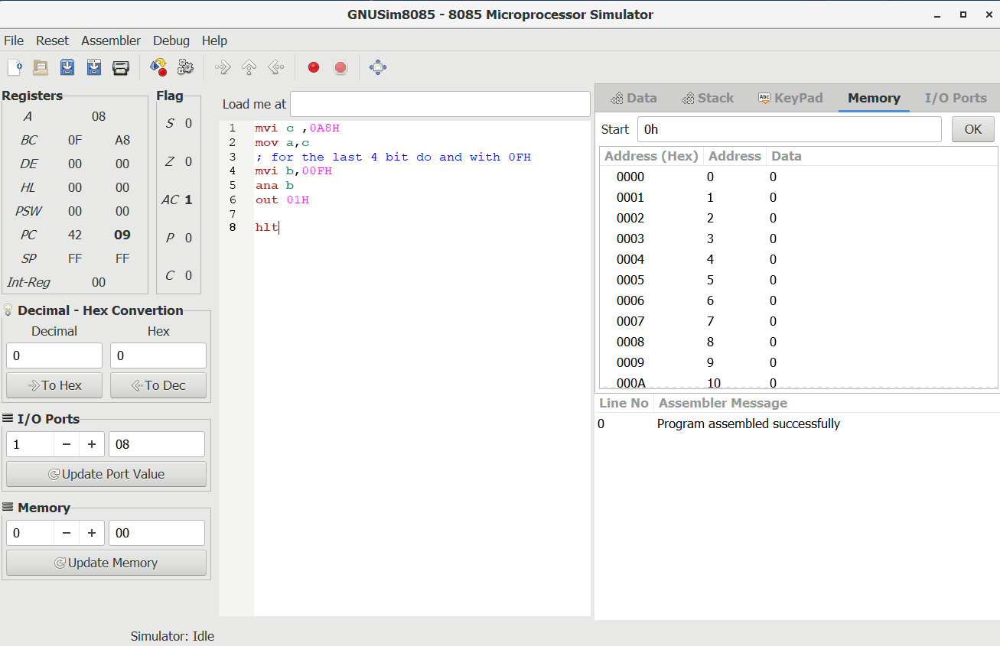 GNUSim8085 - 8085 Microprocessor Simulator
File Reset Assembler Debug Help
Registers
A 08
BC 0F A8
DE 00 00
HL 00 00
PSW 00 00
PC 42 09
SP FF FF
Int-Reg 00
Flag
S 0
Z 0
AC 1
P 0
C 0
Decimal - Hex Convertion
Decimal Hex
0 0
To Hex To Dec
I/O Ports
1 − + 08
Update Port Value
Memory
0 − + 00
Update Memory
Load me at
1 mvi c ,0A8H
2 mov a,c
3 ; for the last 4 bit do and with 0FH
4 mvi b,00FH
5 ana b
6 out 01H
7
8 hlt
Data Stack Abc KeyPad Memory I/O Ports
Start 0h OK
Address (Hex) Address Data
0000 0 0
0001 1 0
0002 2 0
0003 3 0
0004 4 0
0005 5 0
0006 6 0
0007 7 0
0008 8 0
0009 9 0
000A 10 0
Line No Assembler Message
0 Program assembled successfully
Simulator: Idle